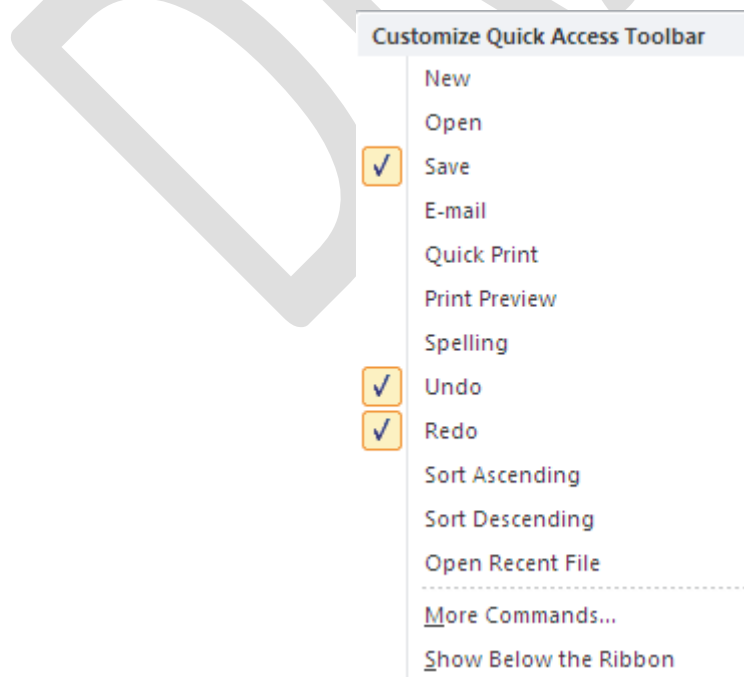 Customize Quick Access Toolbar
New
Open
Save
E-mail
Quick Print
Print Preview
Spelling
Undo
Redo
Sort Ascending
Sort Descending
Open Recent File
More Commands...
Show Below the Ribbon